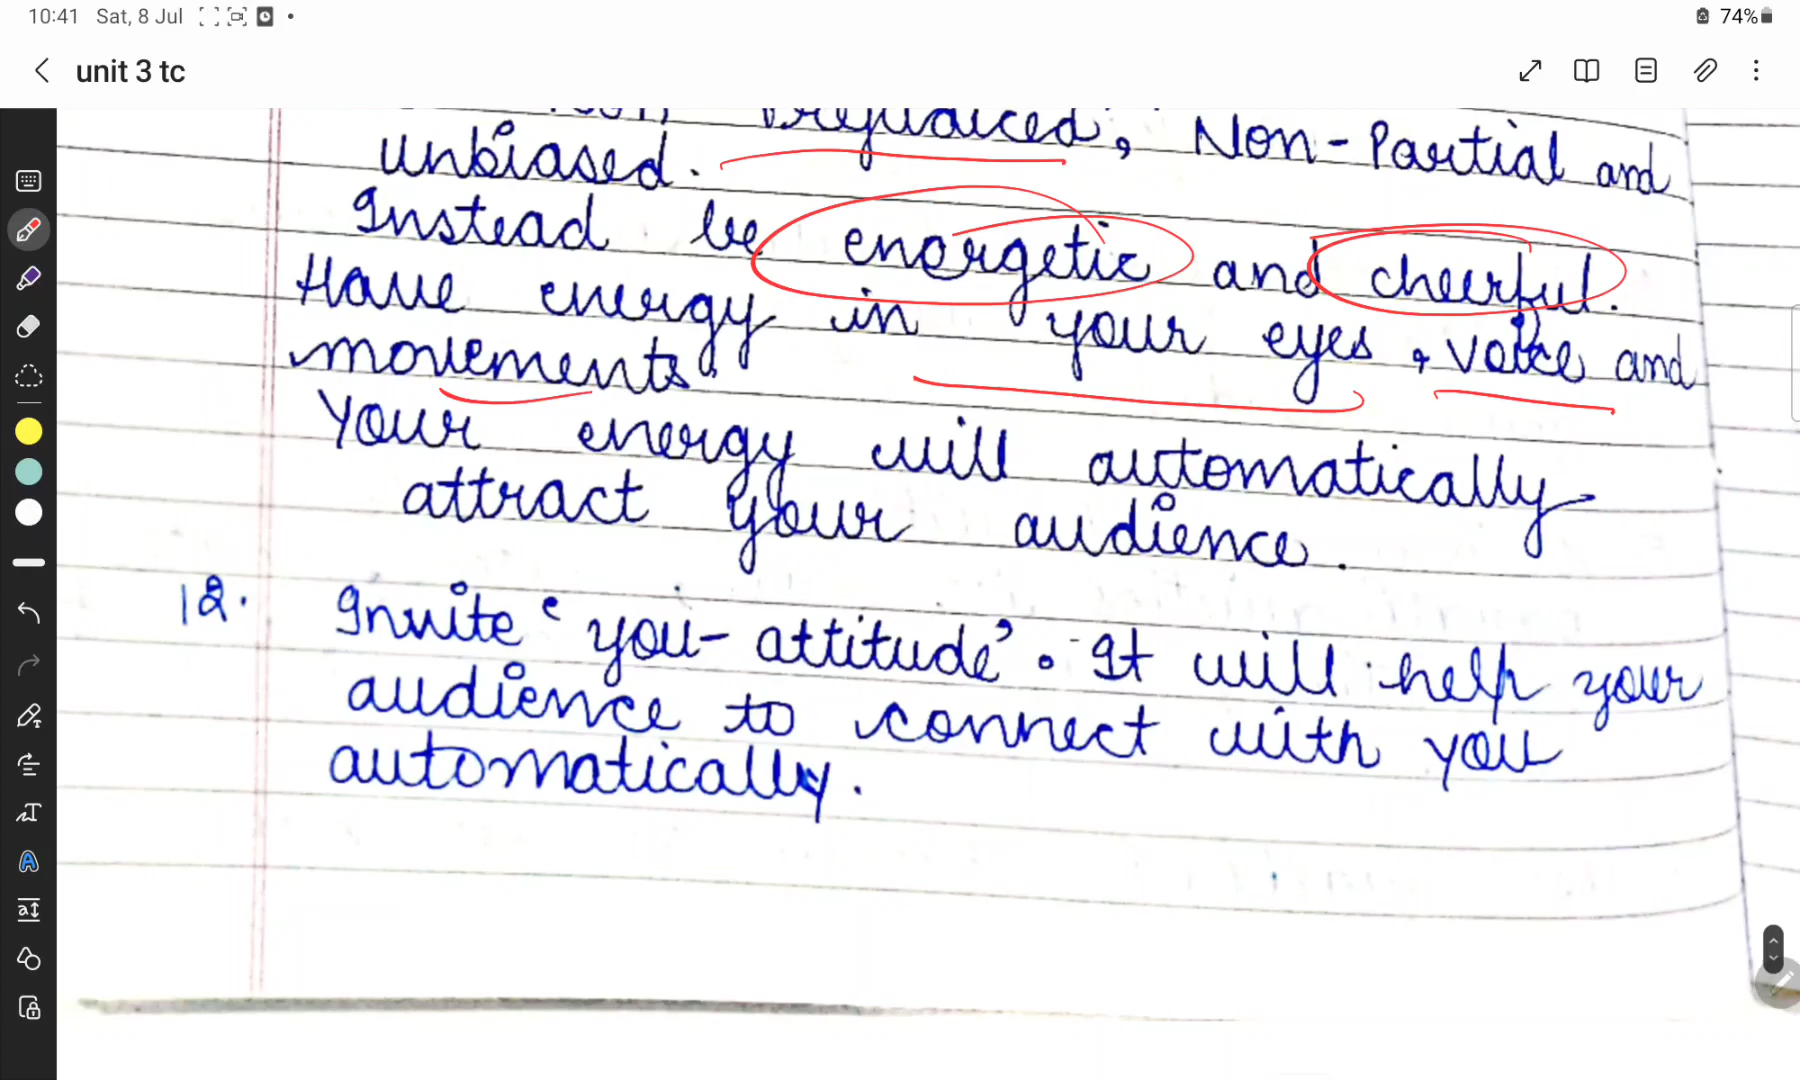 10:41 Sat, 8 Jul
74%
unit 3 tc
Prejudiced, Non-Partial and
unbiased.
Instead be energetic and cheerful.
Have energy in your eyes, voice and
movements.
Your energy will automatically
attract your audience.
12. Invite 'you-attitude'. It will help your
audience to connect with you
automatically.